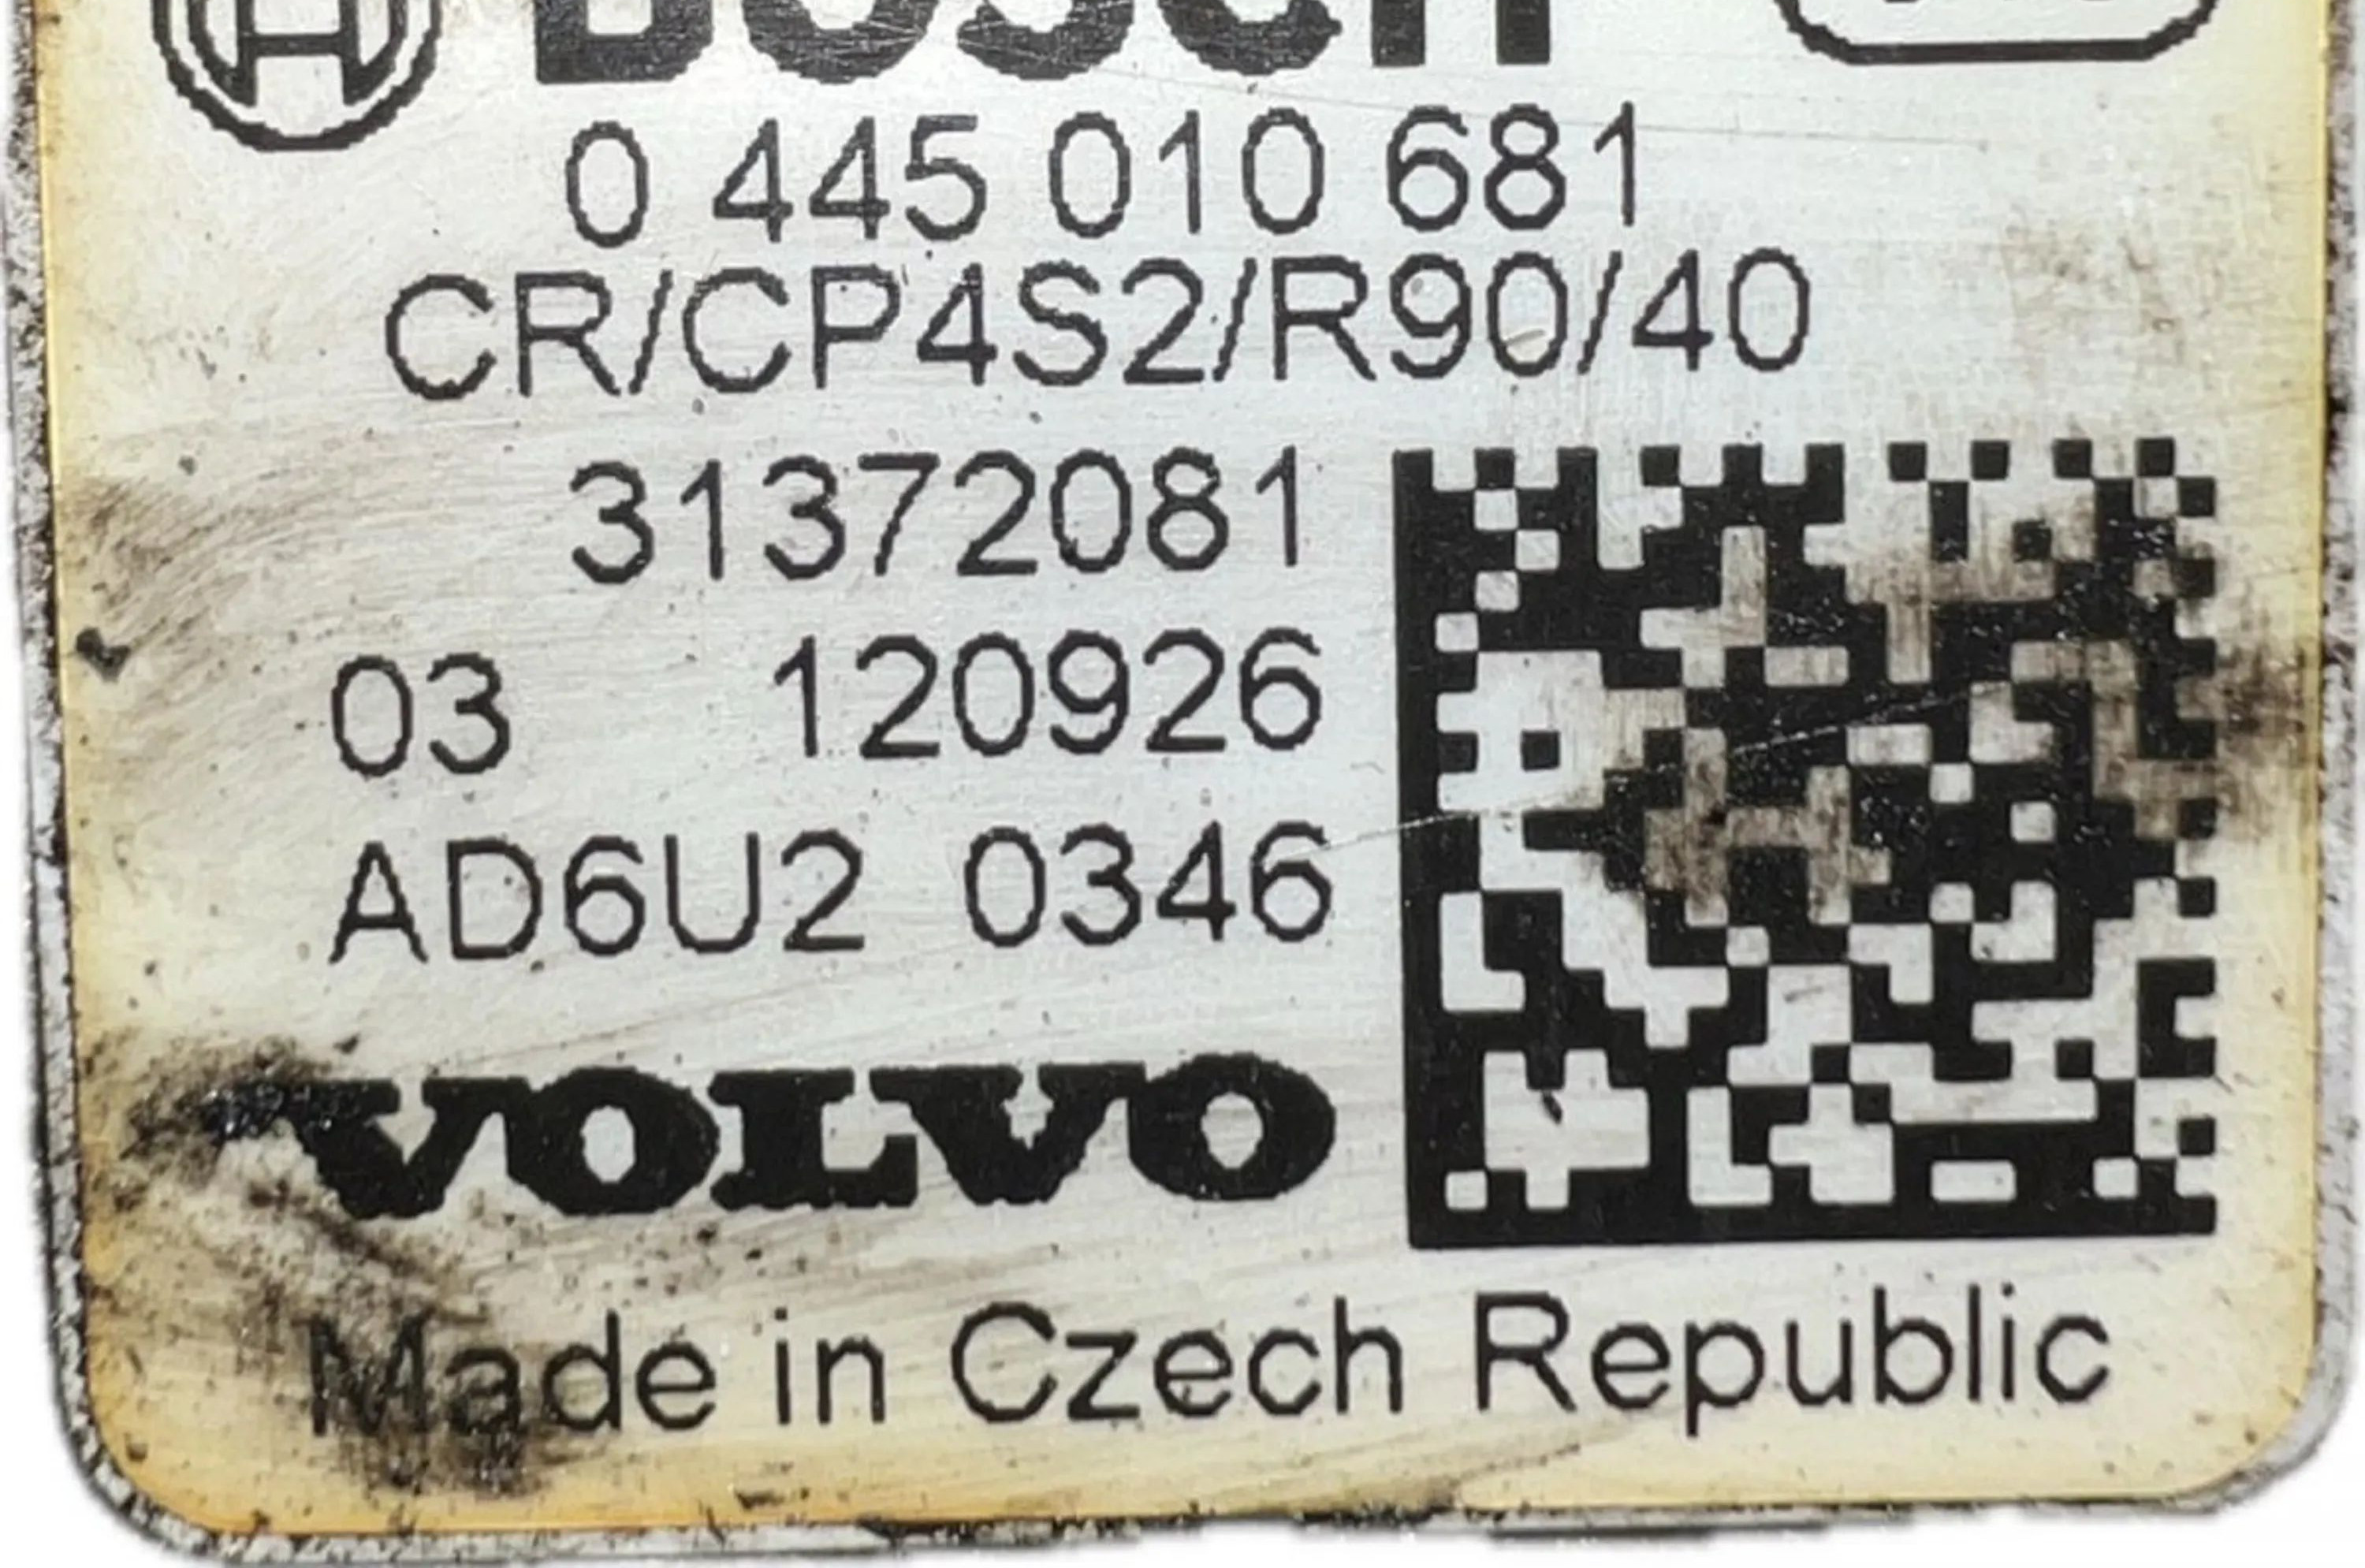 BOSCH
0 445 010 681
CR/CP4S2/R90/40
31372081
03 120926
AD6U2 0346
VOLVO
Made in Czech Republic